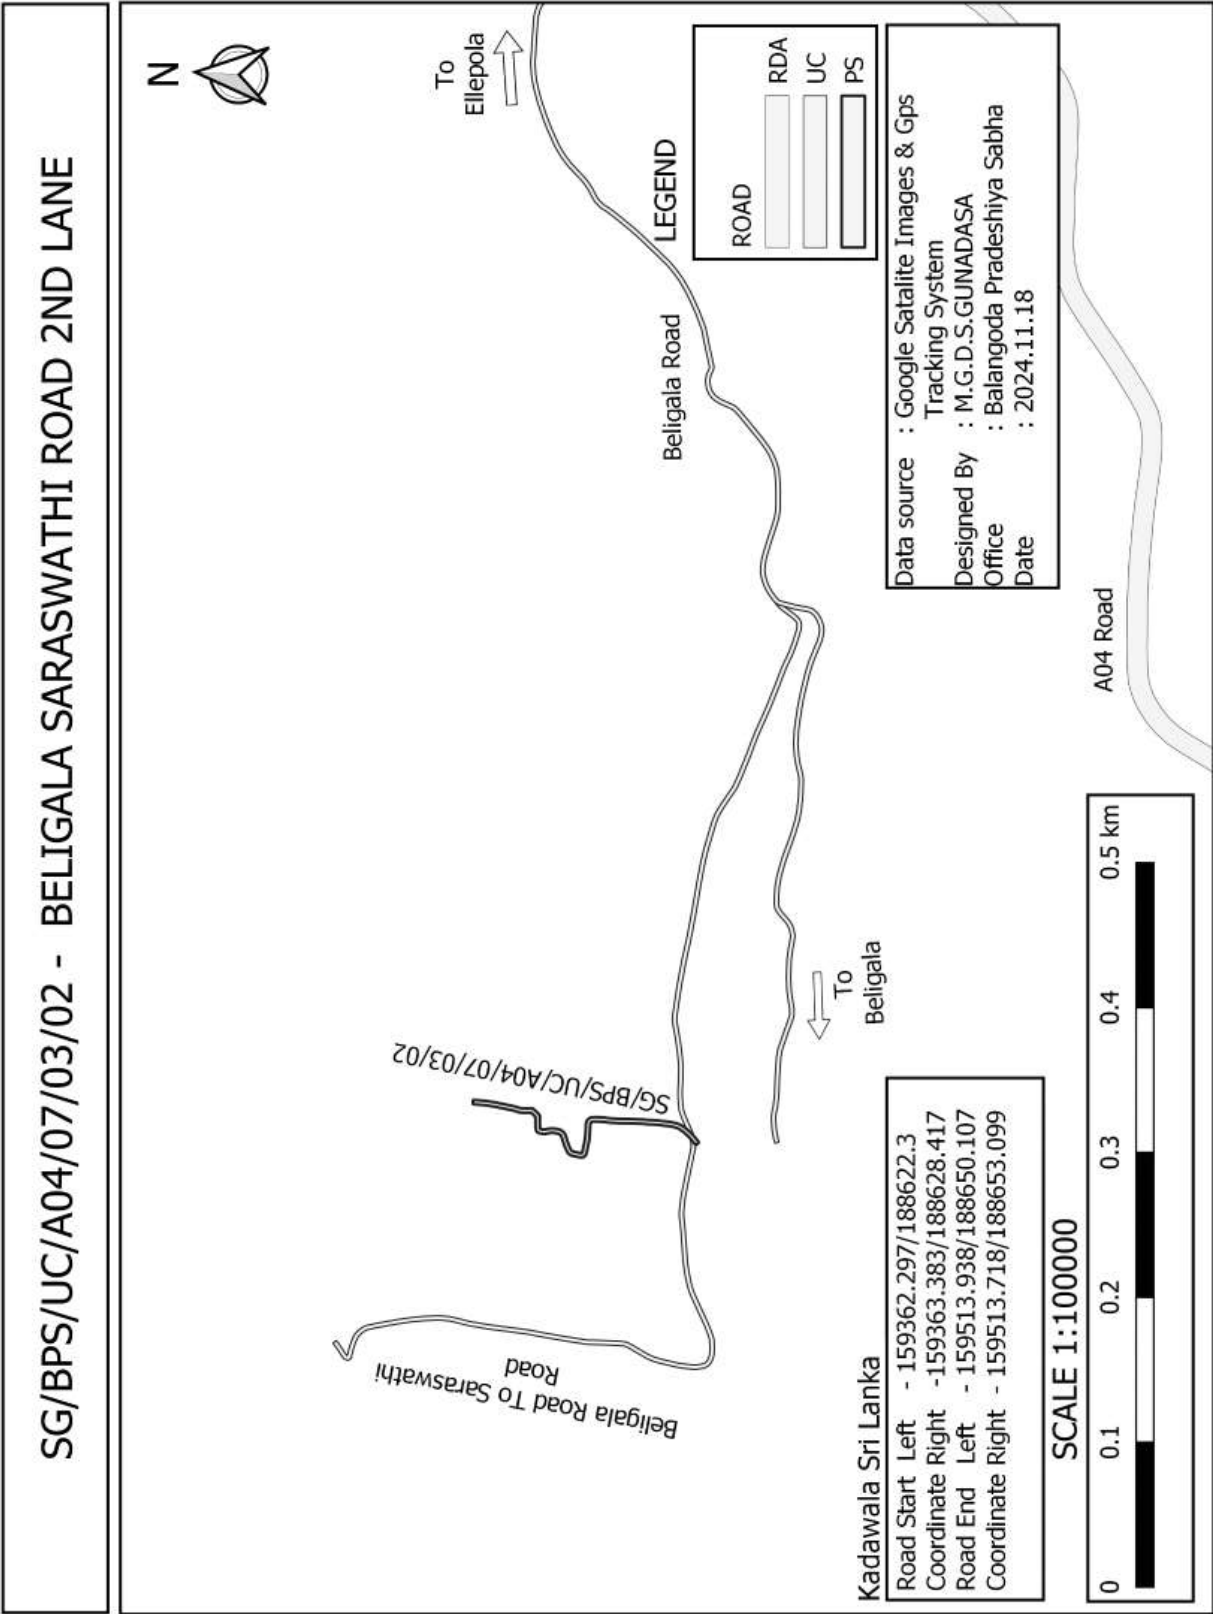 SG/BPS/UC/A04/07/03/02 - BELIGALA SARASWATHI ROAD 2ND LANE
N
To
Ellepola
LEGEND
ROAD
RDA
UC
PS
Beligala Road
SG/BPS/UC/A04/07/03/02
Beligala Road To Saraswathi
Road
To
Beligala
Data source : Google Satalite Images & Gps
Tracking System
Designed By : M.G.D.S.GUNADASA
Office : Balangoda Pradeshiya Sabha
Date : 2024.11.18
A04 Road
Kadawala Sri Lanka
Road Start Left - 159362.297/188622.3
Coordinate Right -159363.383/188628.417
Road End Left - 159513.938/188650.107
Coordinate Right - 159513.718/188653.099
SCALE 1:100000
0 0.1 0.2 0.3 0.4 0.5 km